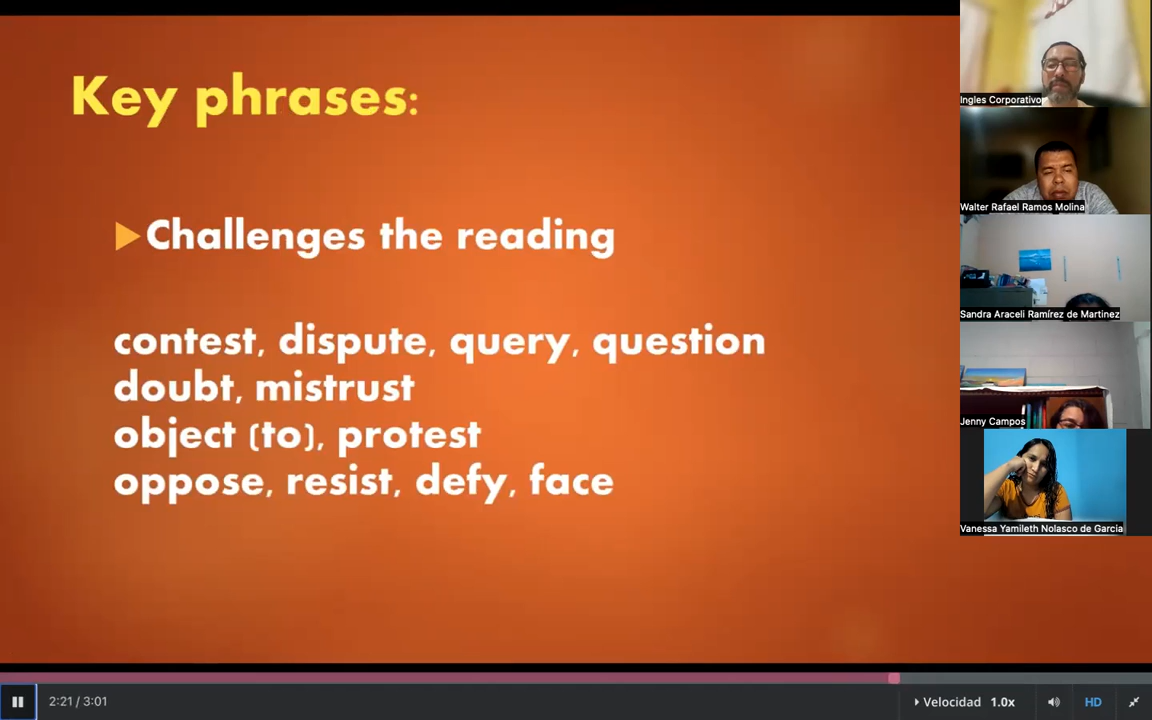 Key phrases:
Challenges the reading
contest, dispute, query, question
doubt, mistrust
object (to), protest
oppose, resist, defy, face
Ingles Corporativo
Walter Rafael Ramos Molina
Sandra Araceli Ramírez de Martinez
Jenny Campos
Vanessa Yamileth Nolasco de Garcia
2:21 / 3:01
Velocidad 1.0x
HD